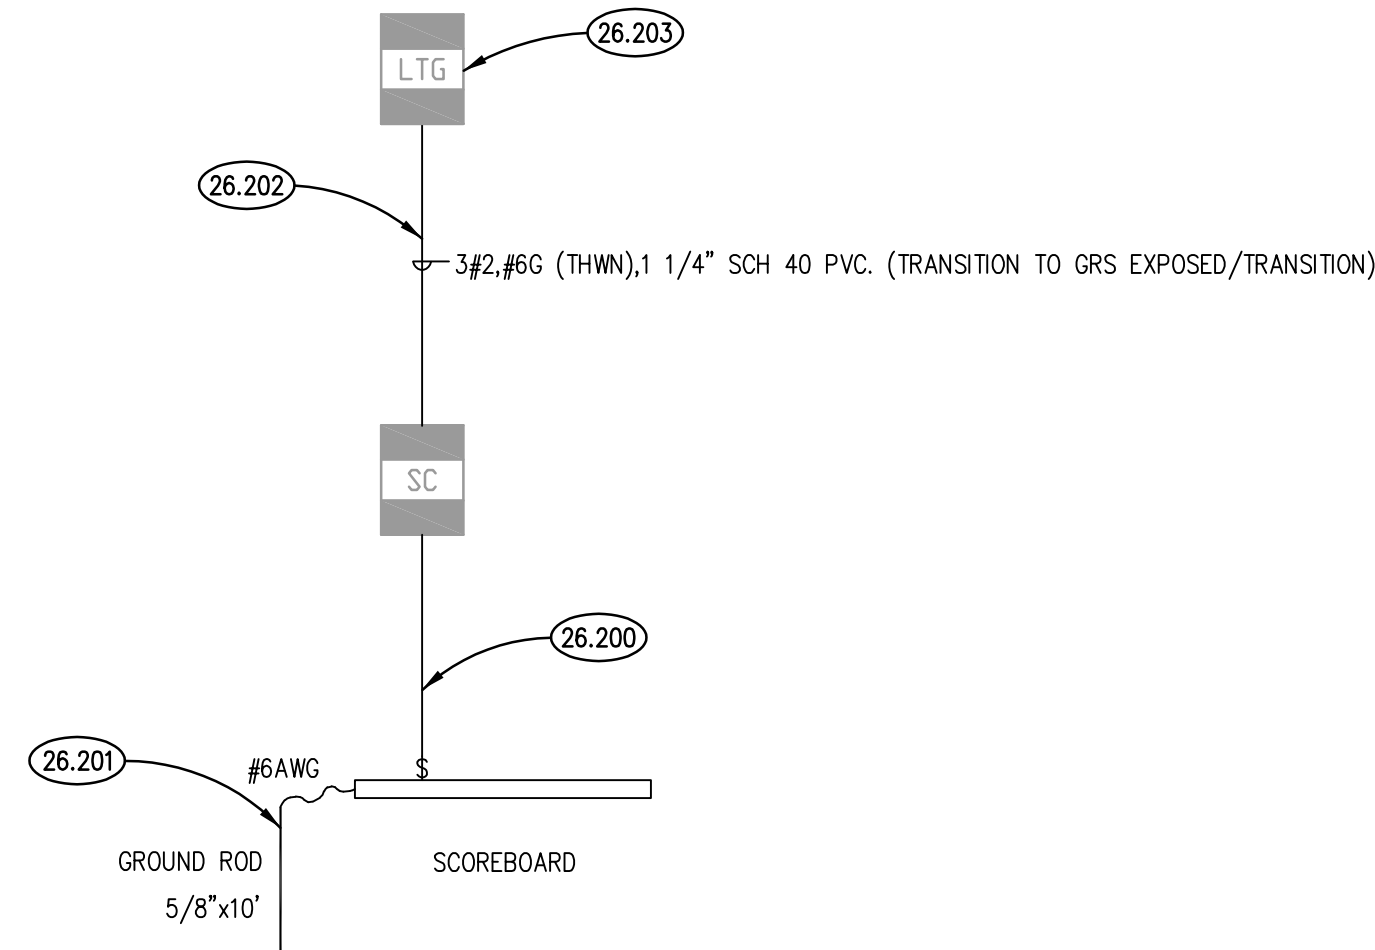 26.203
LTG
26.202
3#2,#6G (THWN),1 1/4" SCH 40 PVC. (TRANSITION TO GRS EXPOSED/TRANSITION)
SC
26.200
26.201
#6AWG
S
GROUND ROD
SCOREBOARD
5/8"x10'